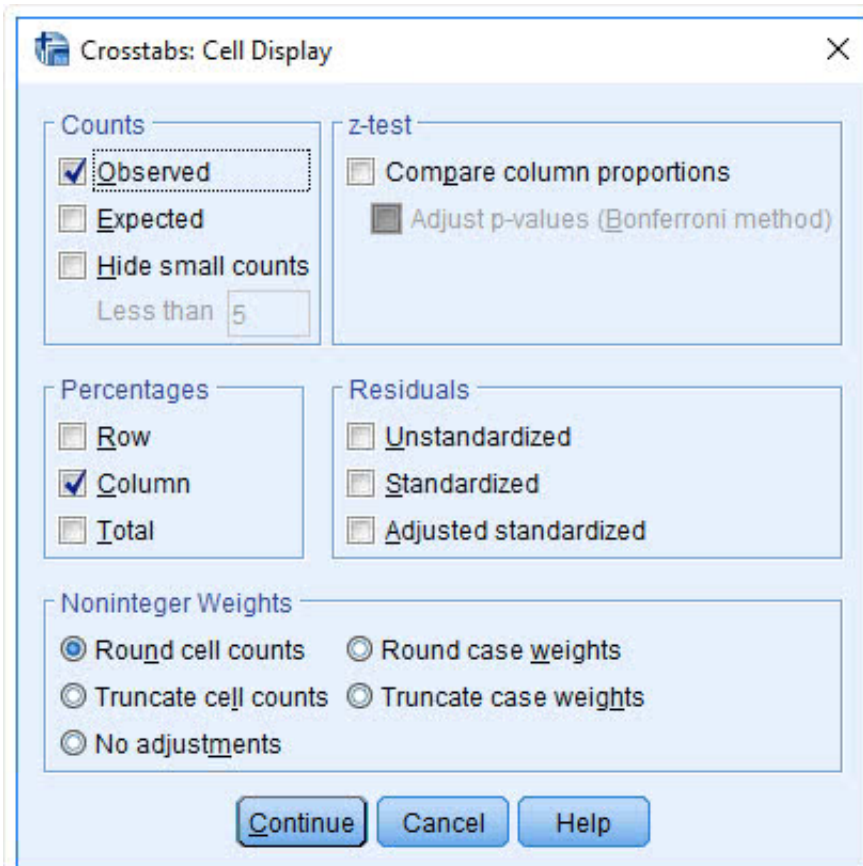 Crosstabs: Cell Display
Counts
Observed
Expected
Hide small counts
Less than 5
z-test
Compare column proportions
Adjust p-values (Bonferroni method)
Percentages
Row
Column
Total
Residuals
Unstandardized
Standardized
Adjusted standardized
Noninteger Weights
Round cell counts
Round case weights
Truncate cell counts
Truncate case weights
No adjustments
Continue
Cancel
Help